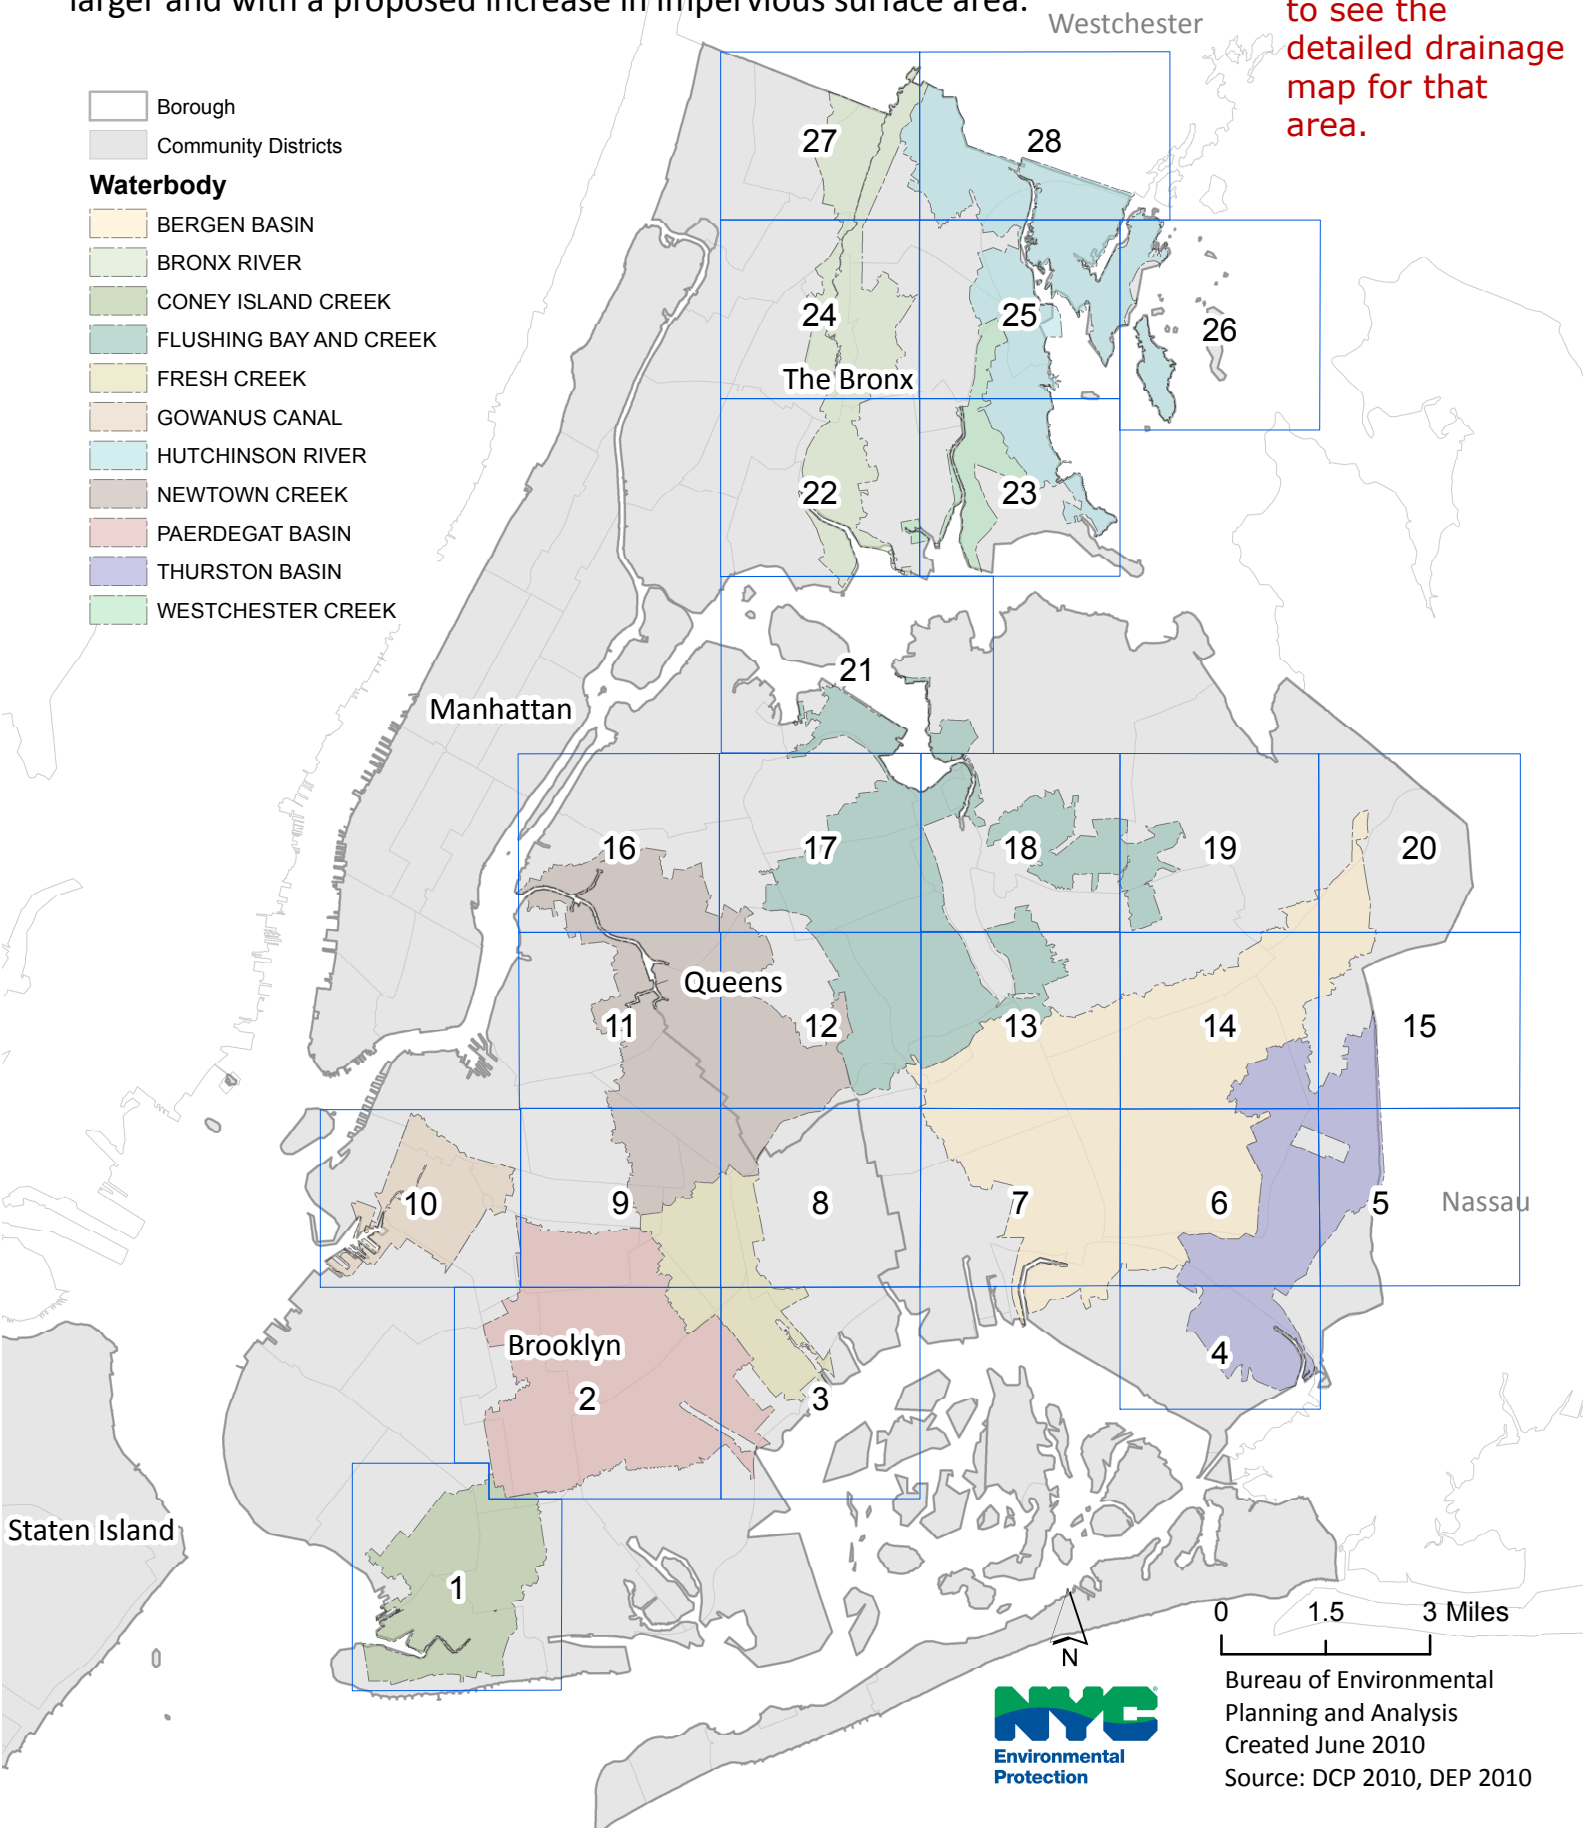 larger and with a proposed increase in impervious surface area.
to see the
detailed drainage
map for that
area.
Westchester
Borough
Community Districts
Waterbody
BERGEN BASIN
BRONX RIVER
CONEY ISLAND CREEK
FLUSHING BAY AND CREEK
FRESH CREEK
GOWANUS CANAL
HUTCHINSON RIVER
NEWTOWN CREEK
PAERDEGAT BASIN
THURSTON BASIN
WESTCHESTER CREEK
27
28
24
25
26
The Bronx
22
23
21
Manhattan
16
17
18
19
20
Queens
11
12
13
14
15
10
9
8
7
6
5
Nassau
Brooklyn
2
3
4
Staten Island
1
0 1.5 3 Miles
N
NYC
Environmental
Protection
Bureau of Environmental
Planning and Analysis
Created June 2010
Source: DCP 2010, DEP 2010